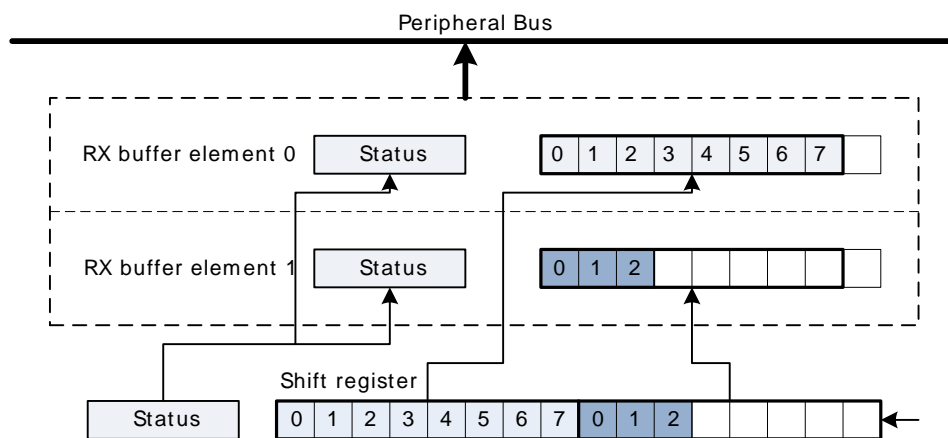 Peripheral Bus
RX buffer element 0 Status 0 1 2 3 4 5 6 7
RX buffer element 1 Status 0 1 2
Shift register
Status 0 1 2 3 4 5 6 7 0 1 2